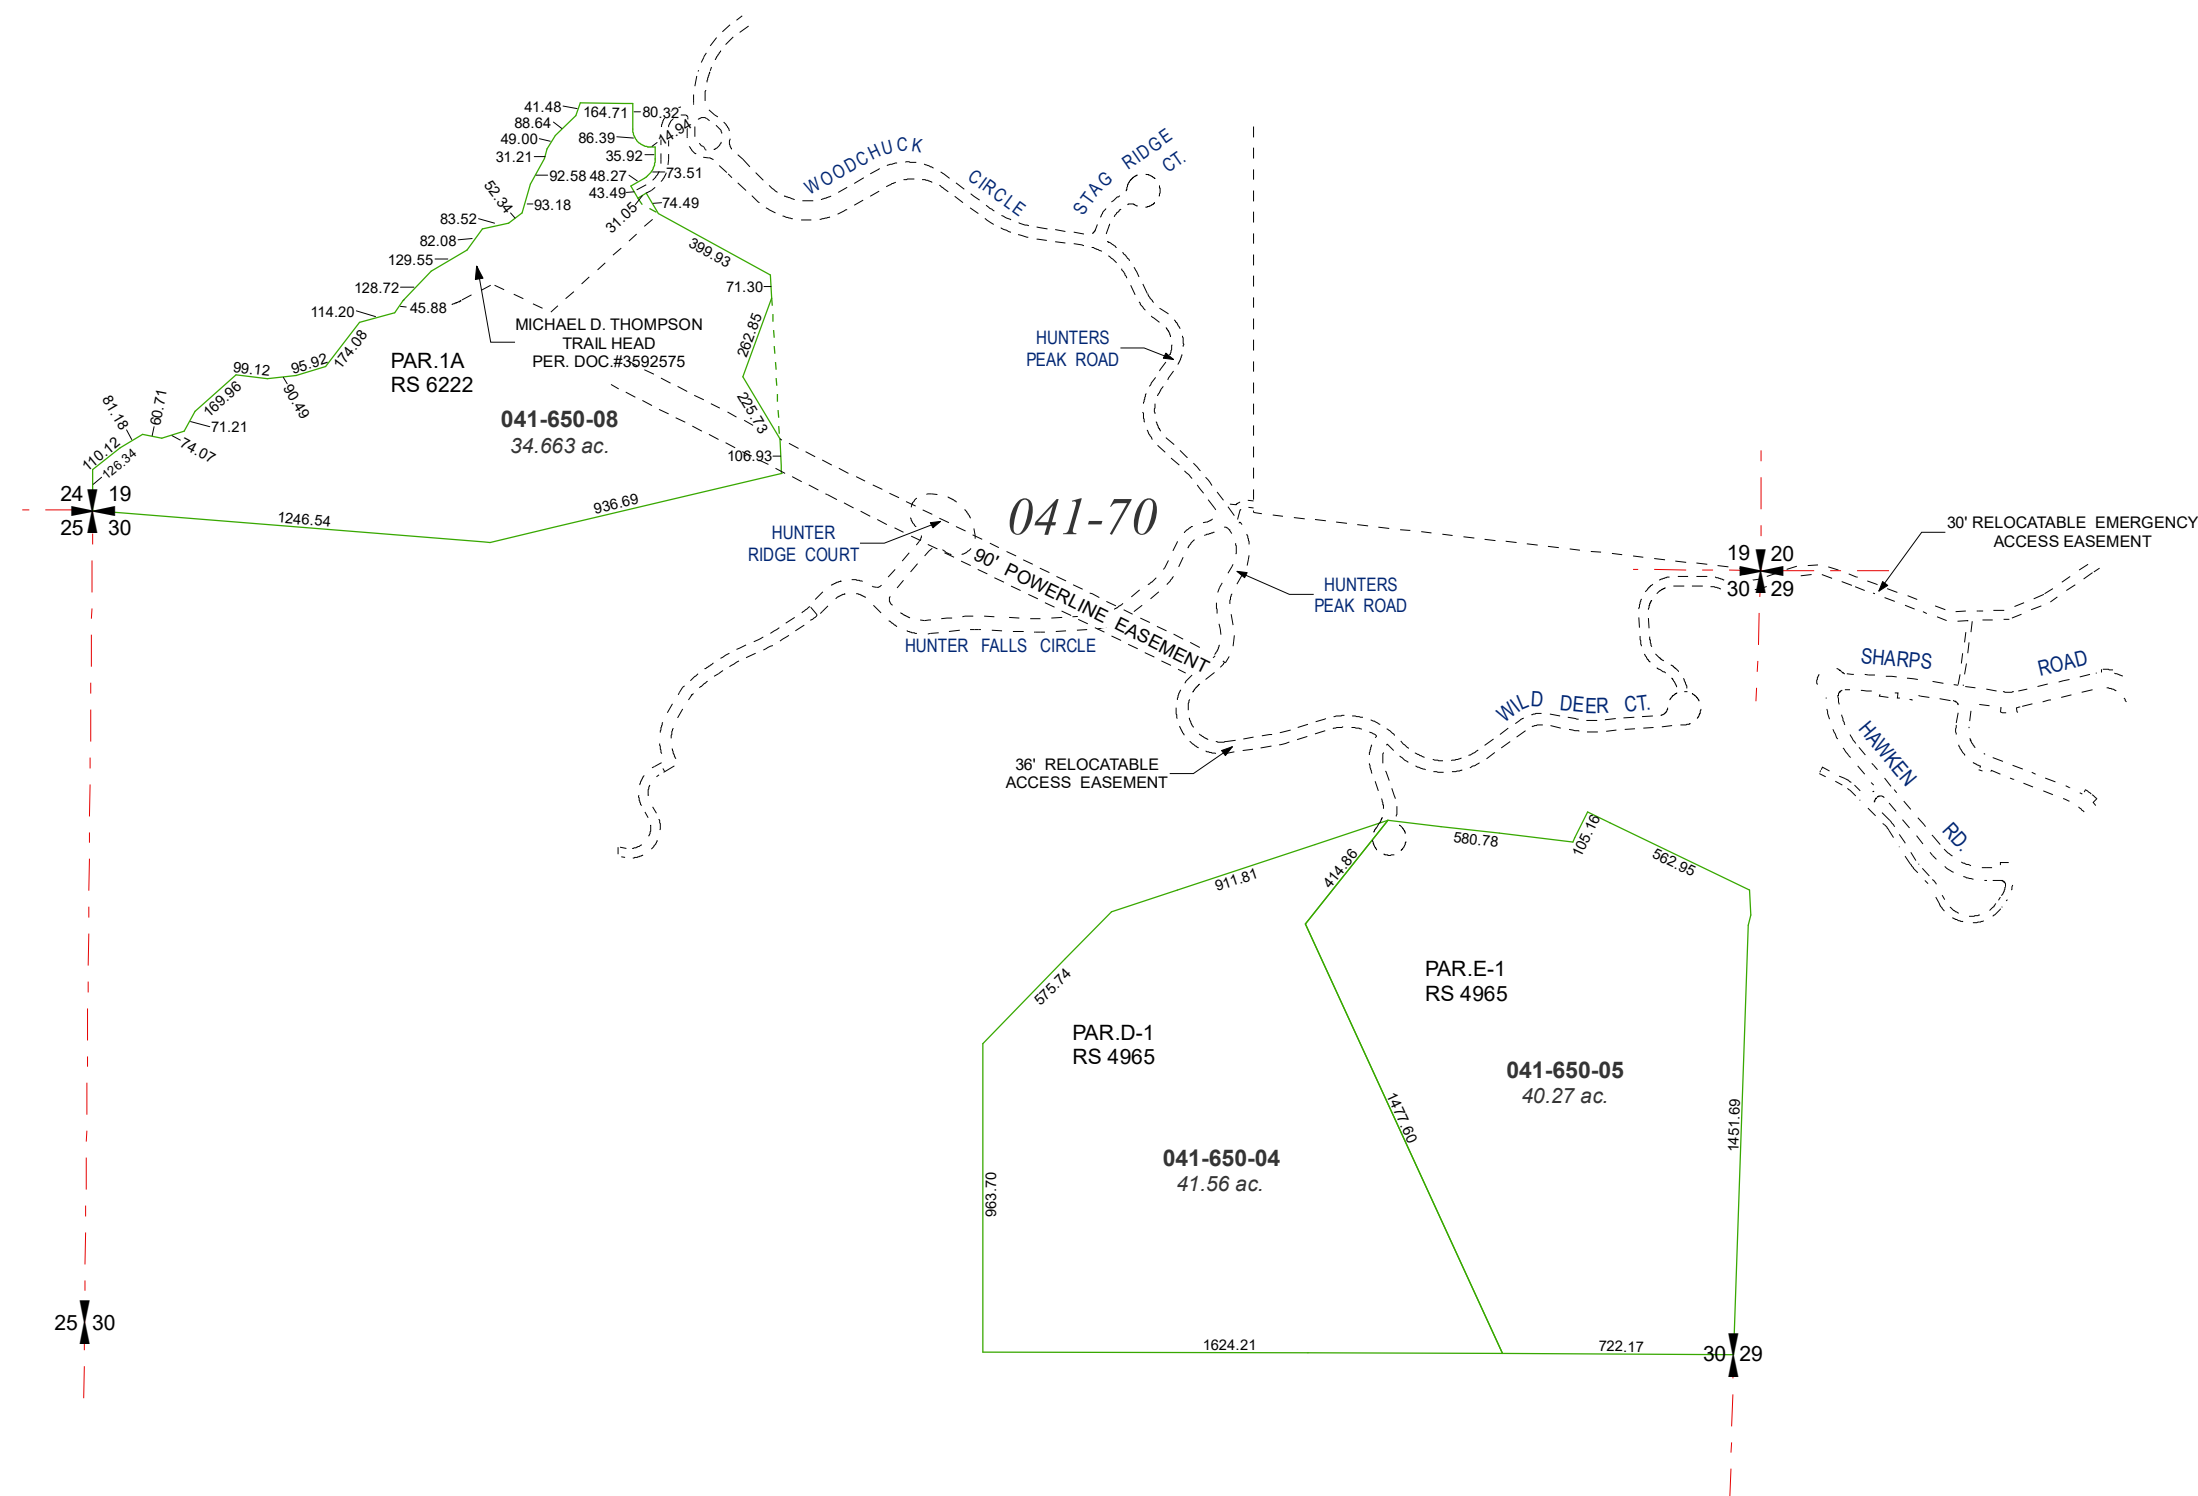 41.48
164.71
80.32
88.64
86.39
14.94
49.00
35.92
31.21
92.58
48.27
73.51
43.49
52.34
93.18
31.05
74.49
83.52
82.08
129.55
399.93
128.72
71.30
45.88
114.20
174.08
262.85
MICHAEL D. THOMPSON
TRAIL HEAD
PER. DOC.#3592575
PAR.1A
RS 6222
99.12
95.92
90.49
169.96
81.18
60.71
71.21
74.07
110.12
126.34
225.73
106.93
041-650-08
34.663 ac.
24 19
25 30
1246.54
936.69
WOODCHUCK CIRCLE
STAG RIDGE
CT.
HUNTERS
PEAK ROAD
041-70
HUNTER
RIDGE COURT
90' POWERLINE EASEMENT
HUNTERS
PEAK ROAD
HUNTER FALLS CIRCLE
30' RELOCATABLE EMERGENCY
ACCESS EASEMENT
19 20
30 29
SHARPS ROAD
WILD DEER CT.
HAWKEN RD.
36' RELOCATABLE
ACCESS EASEMENT
580.78
105.16
562.95
414.86
911.81
575.74
PAR.E-1
RS 4965
PAR.D-1
RS 4965
041-650-05
40.27 ac.
1477.60
1451.69
041-650-04
41.56 ac.
963.70
25 30
1624.21
722.17
30 29